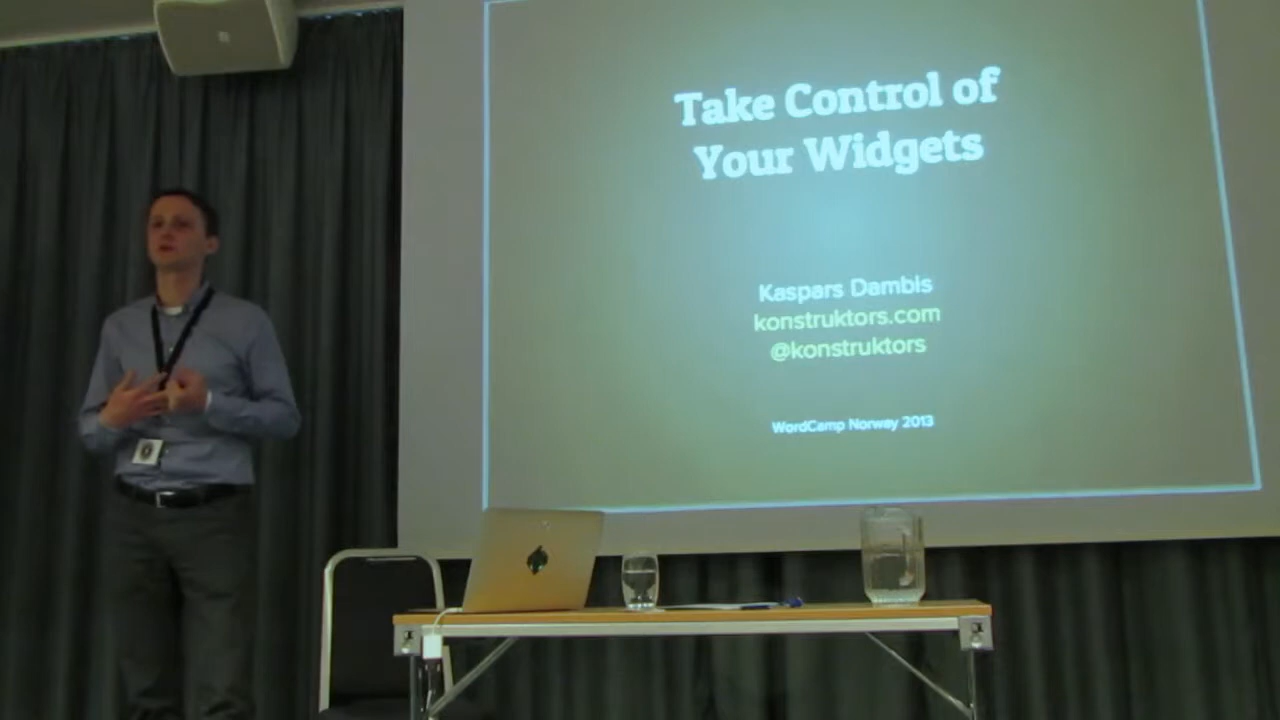 Take Control of
Your Widgets
Kaspars Dambis
konstruktors.com
@konstruktors
WordCamp Norway 2013